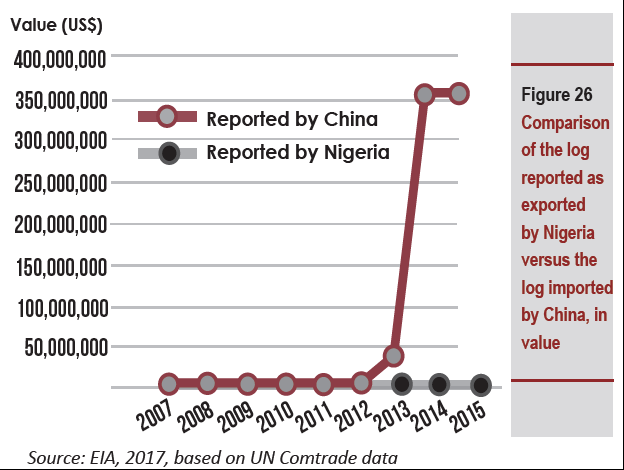 Value (US$)
400,000,000
350,000,000
300,000,000
250,000,000
200,000,000
150,000,000
100,000,000
50,000,000
Reported by China
Reported by Nigeria
2007 2008 2009 2010 2011 2012 2013 2014 2015
Source: EIA, 2017, based on UN Comtrade data
Figure 26
Comparison
of the log
reported as
exported
by Nigeria
versus the
log imported
by China, in
value